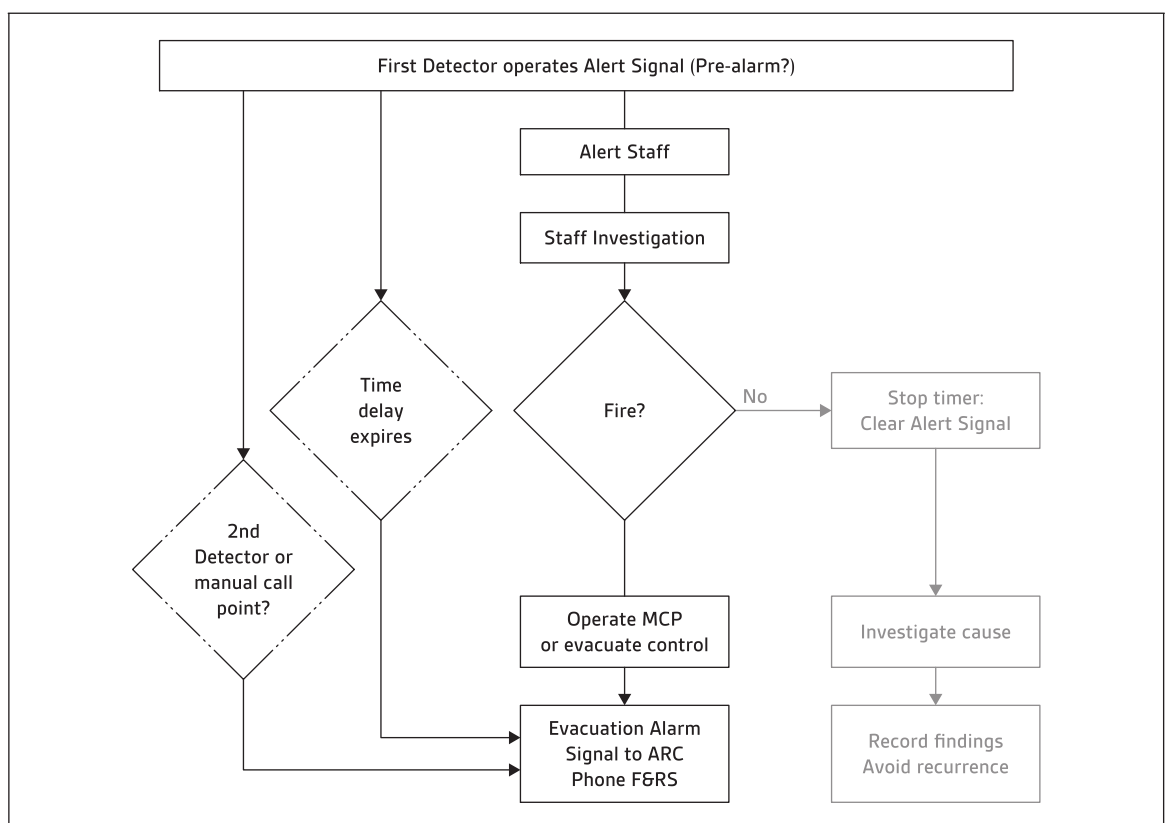 First Detector operates Alert Signal (Pre-alarm?)
Alert Staff
Staff Investigation
Time
delay
expires
Fire?
No
Stop timer:
Clear Alert Signal
2nd
Detector or
manual call
point?
Operate MCP
or evacuate control
Investigate cause
Evacuation Alarm
Signal to ARC
Phone F&RS
Record findings
Avoid recurrence